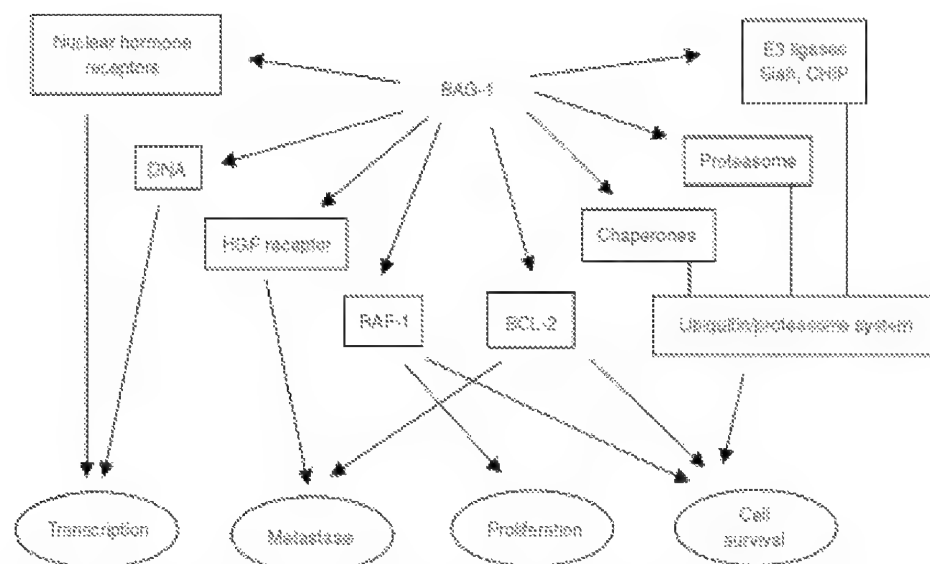 Nuclear hormone
receptors
BAG-1
E3 ligases
Siah, CHIP
DNA
Proteasome
HGF receptor
Chaperones
RAF-1
BCL-2
Ubiquitin/proteasome system
Transcription
Metastase
Proliferation
Cell
survival